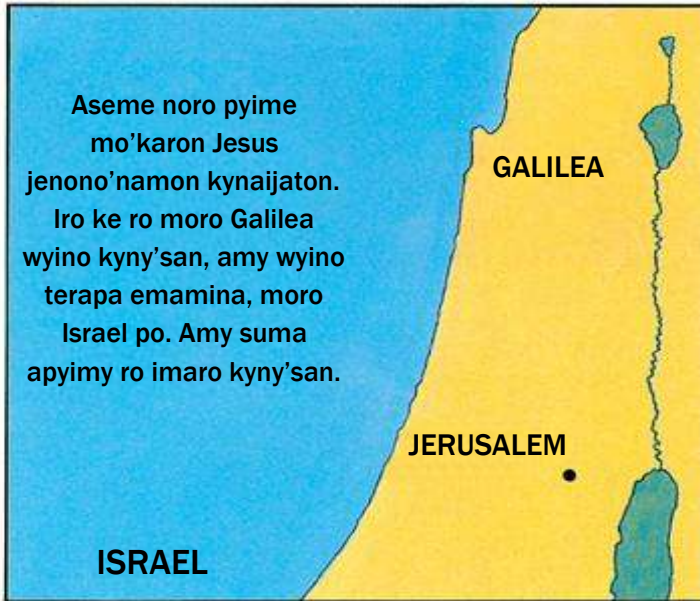 Aseme noro pyime
mo’karon Jesus
jenono’namon kynaijaton.
Iro ke ro moro Galilea
wyino kyny’san, amy wyino
terapa emamina, moro
Israel po. Amy suma
apyimy ro imaro kyny’san.
GALILEA
JERUSALEM
ISRAEL